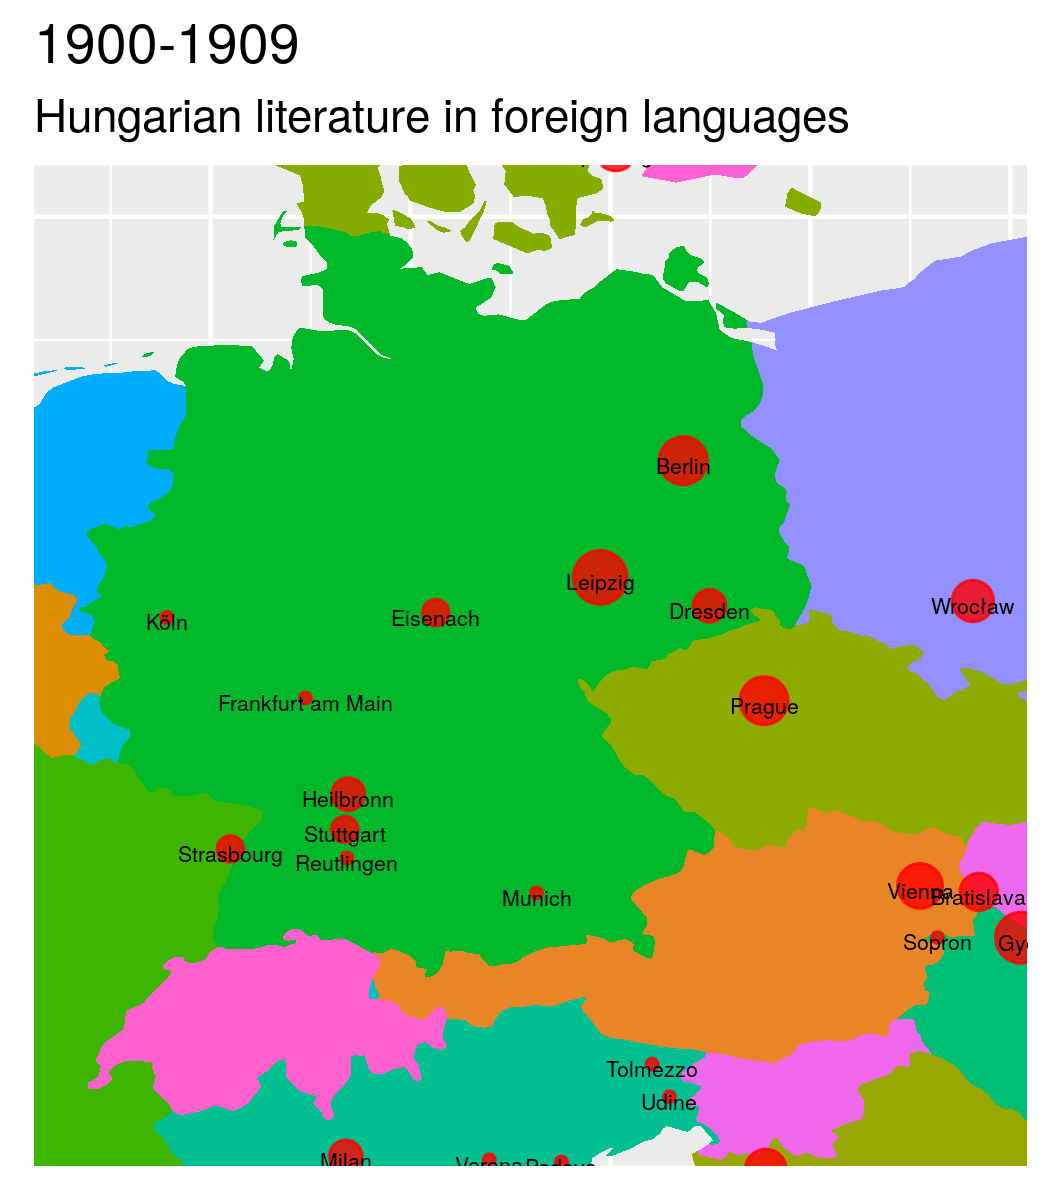 1900-1909
Hungarian literature in foreign languages
Berlin
Leipzig
Dresden
Wrocław
Köln
Eisenach
Frankfurt am Main
Prague
Heilbronn
Stuttgart
Strasbourg
Reutlingen
Munich
Vienna
Bratislava
Sopron
Gy
Tolmezzo
Udine
Milan
Verona
Padova